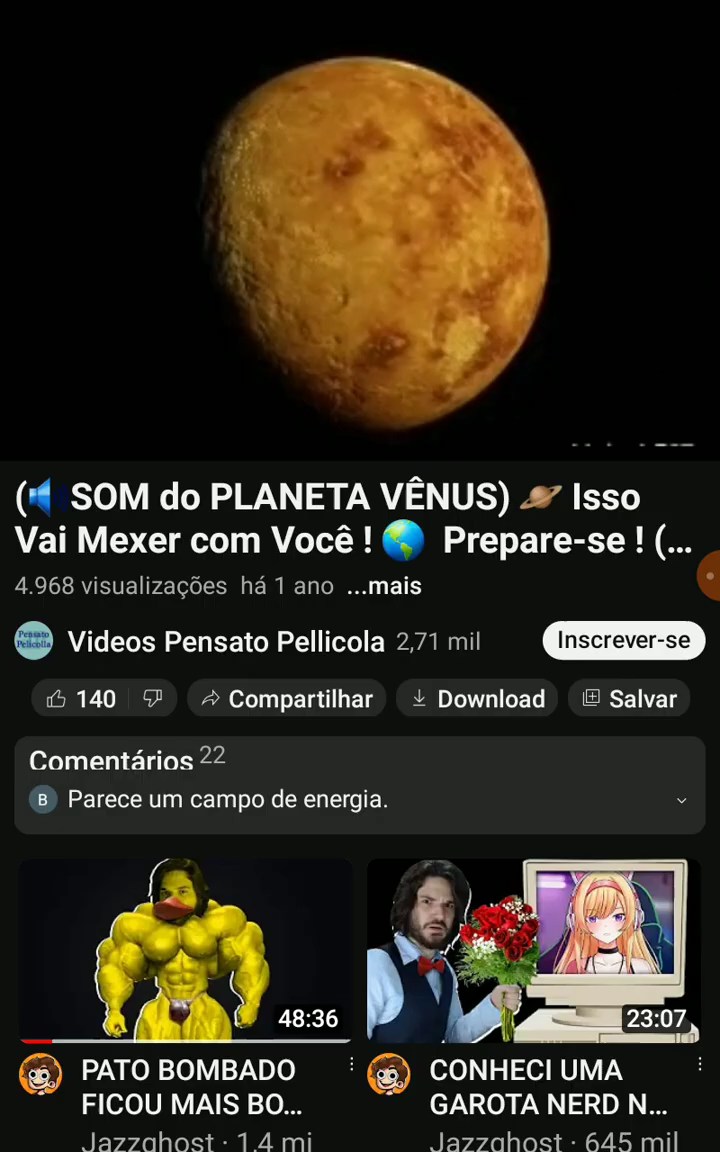 (🔊SOM do PLANETA VÊNUS) 🪐 Isso
Vai Mexer com Você ! 🌎 Prepare-se ! (...
4.968 visualizações há 1 ano ...mais
Pensato
Pelicolla
Videos Pensato Pellicola 2,71 mil
Inscrever-se
140
Compartilhar
Download
Salvar
Comentários 22
B
Parece um campo de energia.
48:36
23:07
PATO BOMBADO
FICOU MAIS BO...
Jazzghost · 1,4 mi
CONHECI UMA
GAROTA NERD N...
Jazzghost · 645 mil